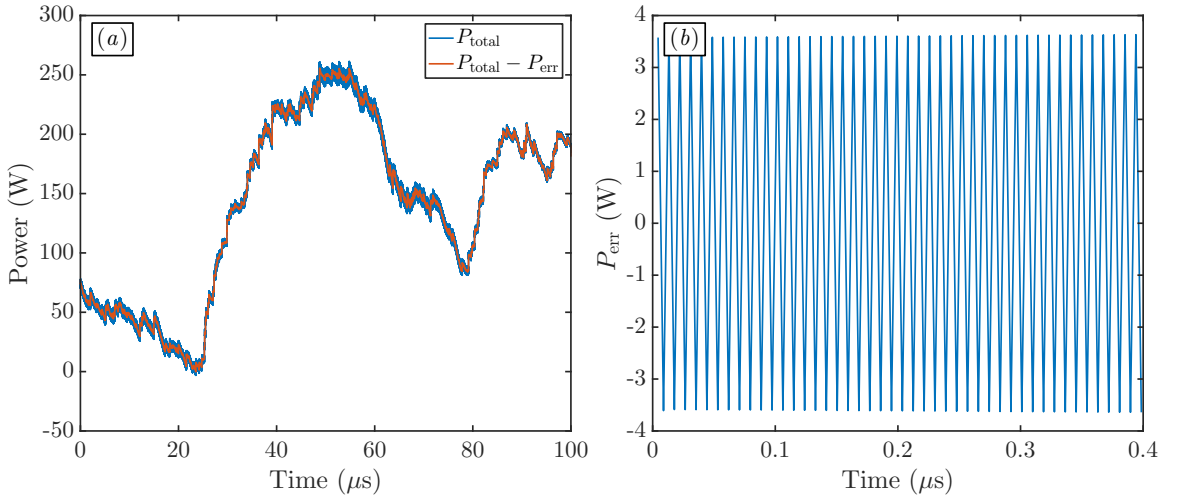 (a)
P_total
P_total − P_err
300
250
200
150
100
50
0
-50
Power (W)
0 20 40 60 80 100
Time (μs)
(b)
4
3
2
1
0
-1
-2
-3
-4
P_err (W)
0 0.1 0.2 0.3 0.4
Time (μs)